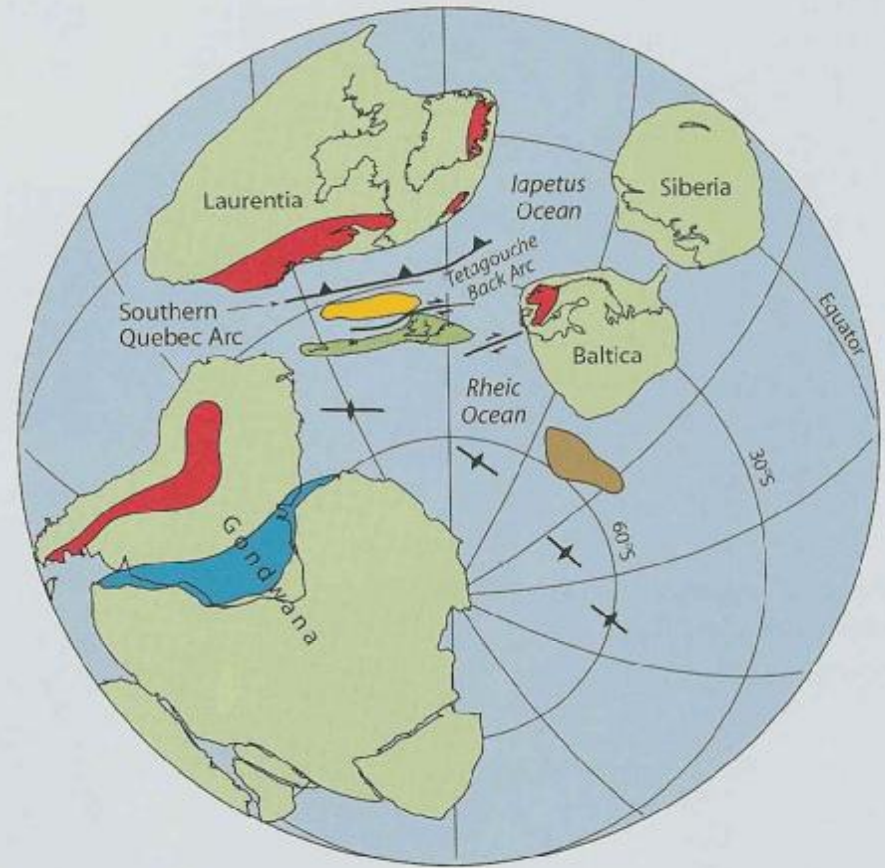 Laurentia
Iapetus
Ocean
Siberia
Tetagouche
Back Arc
Southern
Quebec Arc
Equator
Baltica
Rheic
Ocean
30°S
60°S
Gondwana